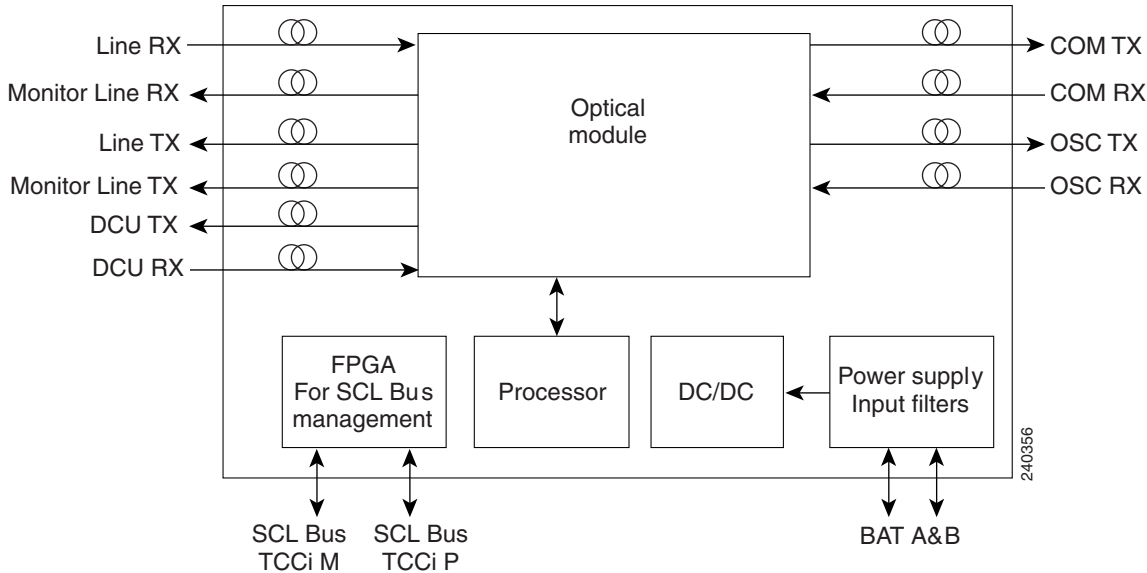 Line RX
Monitor Line RX
Line TX
Monitor Line TX
DCU TX
DCU RX
COM TX
COM RX
OSC TX
OSC RX
Optical
module
FPGA
For SCL Bus
management
Processor
DC/DC
Power supply
Input filters
240356
SCL Bus
TCCi M
SCL Bus
TCCi P
BAT A&B